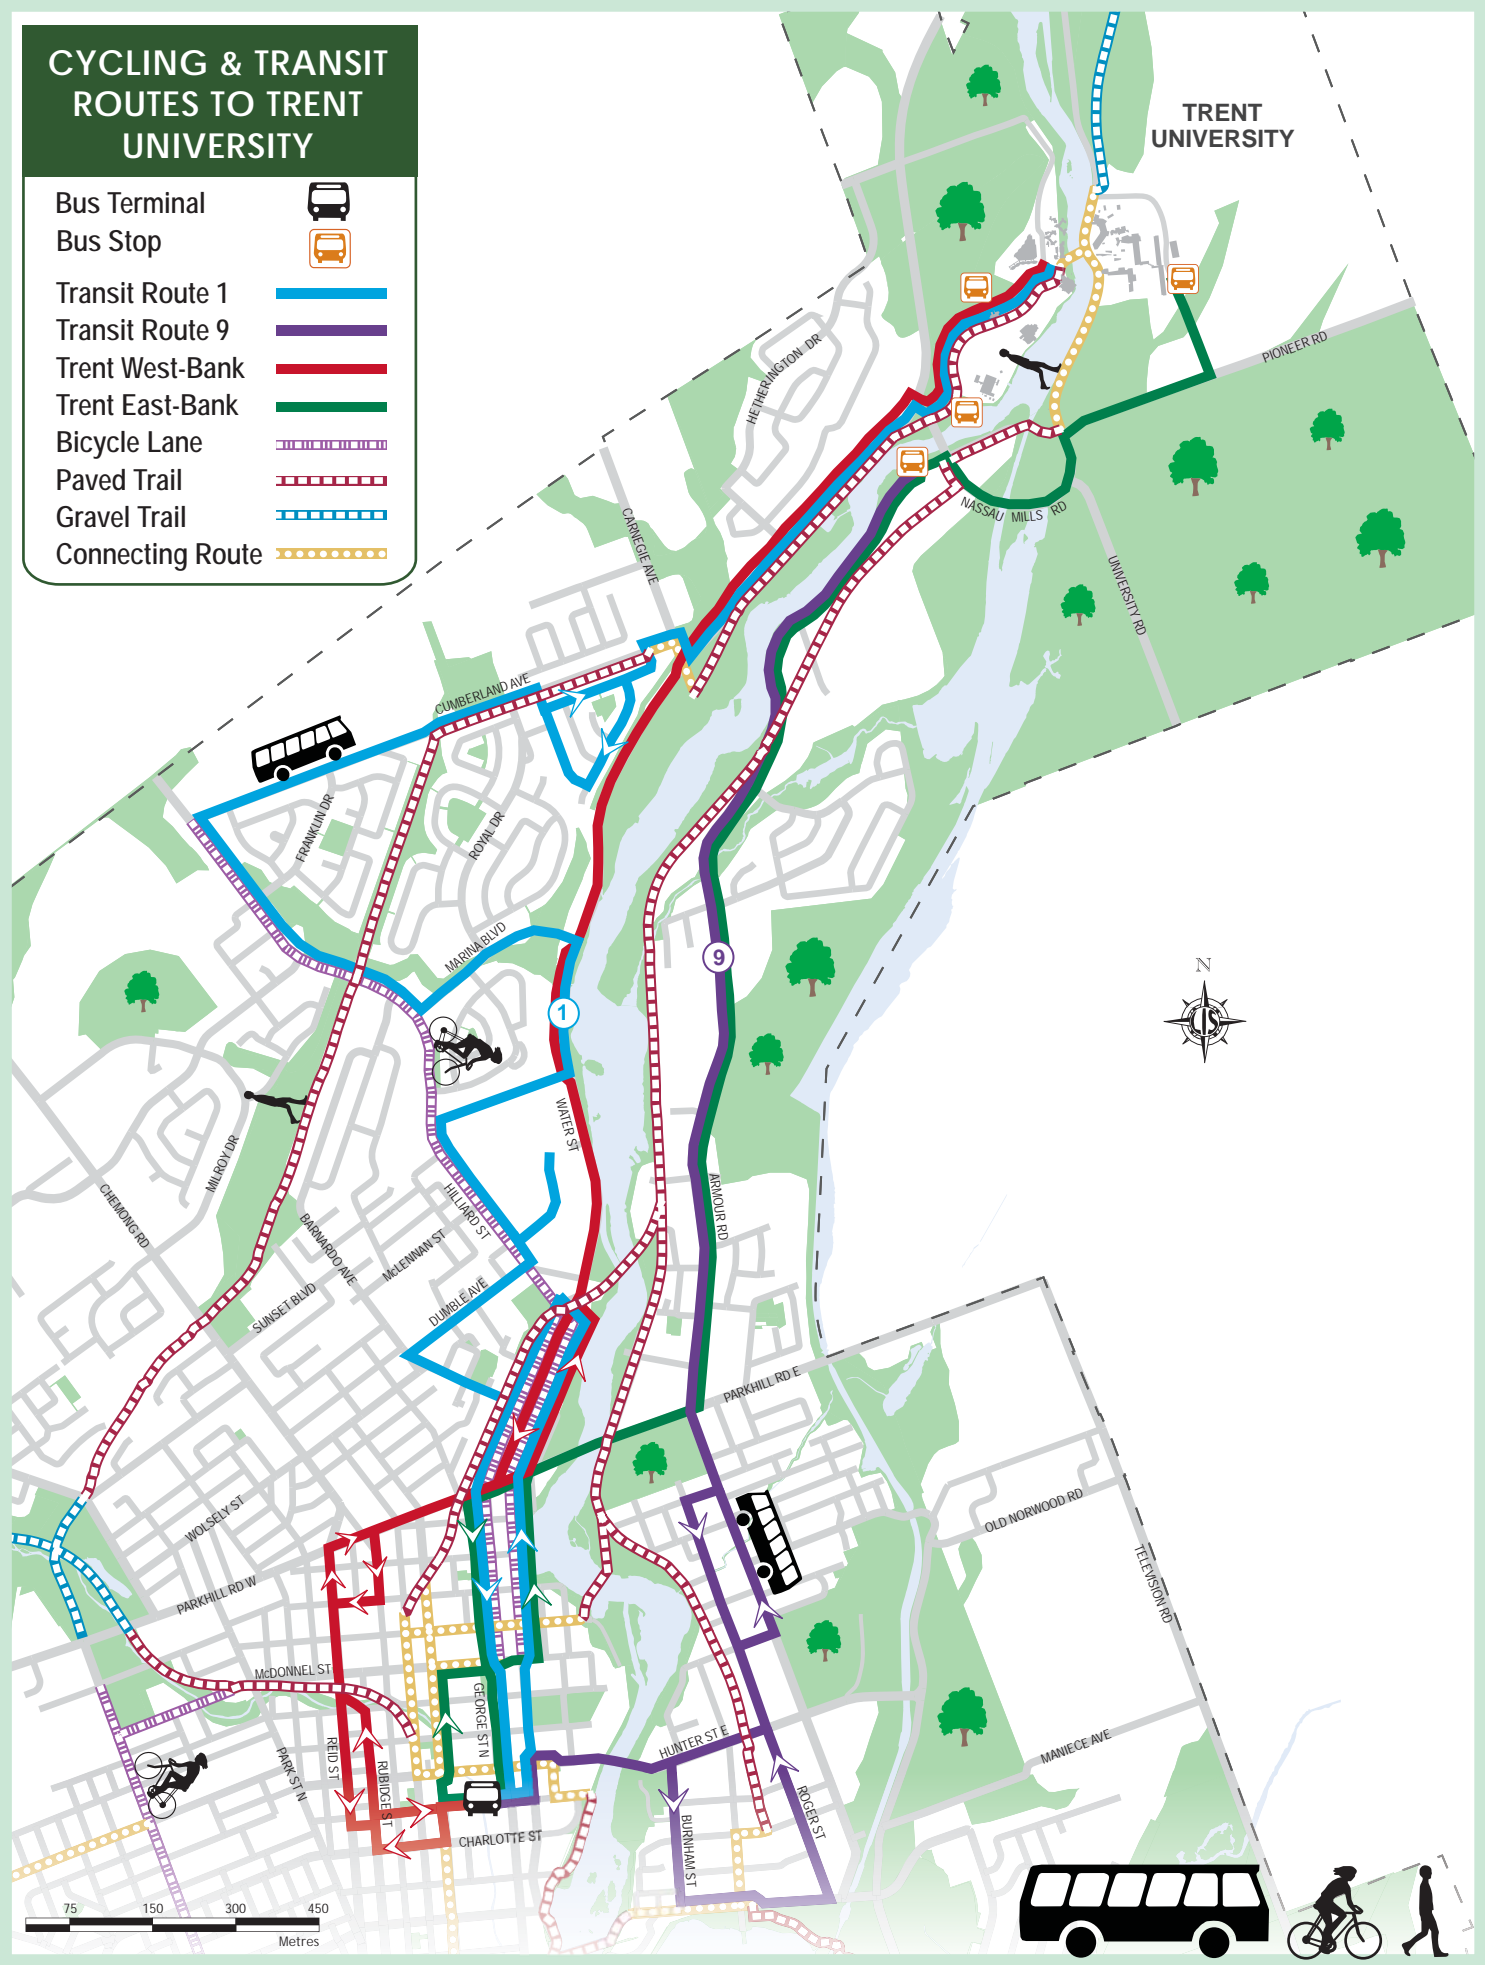 CYCLING & TRANSIT
ROUTES TO TRENT
UNIVERSITY
Bus Terminal
Bus Stop
Transit Route 1
Transit Route 9
Trent West-Bank
Trent East-Bank
Bicycle Lane
Paved Trail
Gravel Trail
Connecting Route
TRENT
UNIVERSITY
PIONEER RD
HETHERINGTON DR
NASSAU MILLS RD
CARNEGIE AVE
UNIVERSITY RD
CUMBERLAND AVE
FRANKLIN DR
ROYAL DR
MARINA BLVD
9
1
N
CIS
WATER ST
MILROY DR
CHEMONG RD
HILLIARD ST
ARMOUR RD
BARNARDO AVE
McLENNAN ST
SUNSET BLVD
DUMBLE AVE
PARKHILL RD E
WOLSELY ST
OLD NORWOOD RD
TELEVISION RD
PARKHILL RD W
McDONNEL ST
GEORGE ST N
HUNTER ST E
MANIECE AVE
REID ST
PARK ST N
RUBIDGE ST
ROGER ST
BURNHAM ST
CHARLOTTE ST
75 150 300 450
Metres